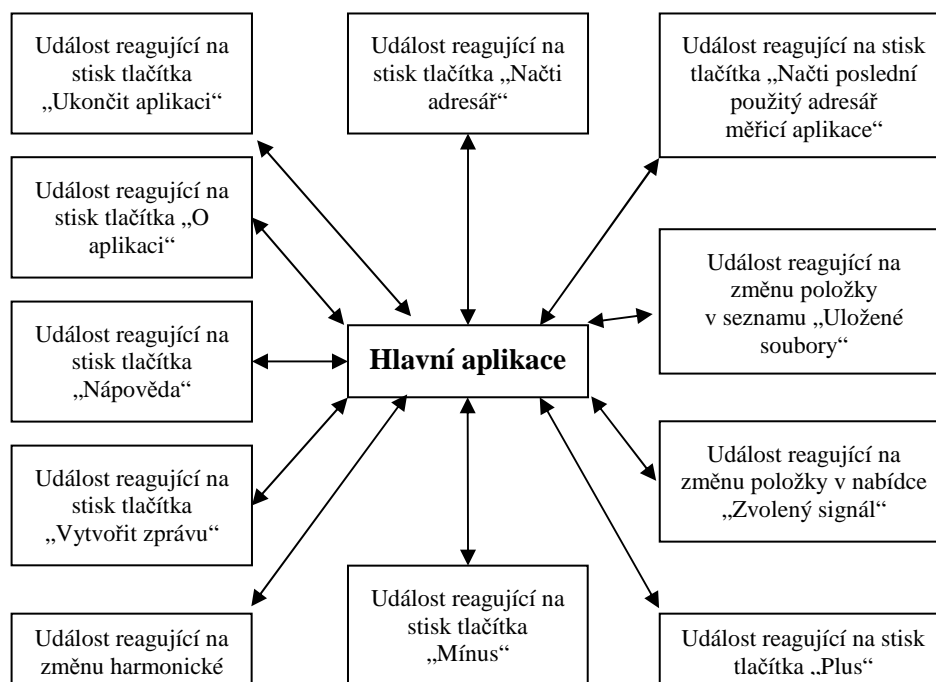 Událost reagující na
stisk tlačítka
„Ukončit aplikaci“
Událost reagující na
stisk tlačítka „Načti
adresář“
Událost reagující na stisk
tlačítka „Načti poslední
použitý adresář
měřicí aplikace“
Událost reagující na
stisk tlačítka „O
aplikaci“
Událost reagující na
změnu položky
v seznamu „Uložené
soubory“
Událost reagující na
stisk tlačítka
„Nápověda“
Hlavní aplikace
Událost reagující na
stisk tlačítka
„Vytvořit zprávu“
Událost reagující na
změnu položky v nabídce
„Zvolený signál“
Událost reagující na
změnu harmonické
Událost reagující na
stisk tlačítka
„Mínus“
Událost reagující na stisk
tlačítka „Plus“